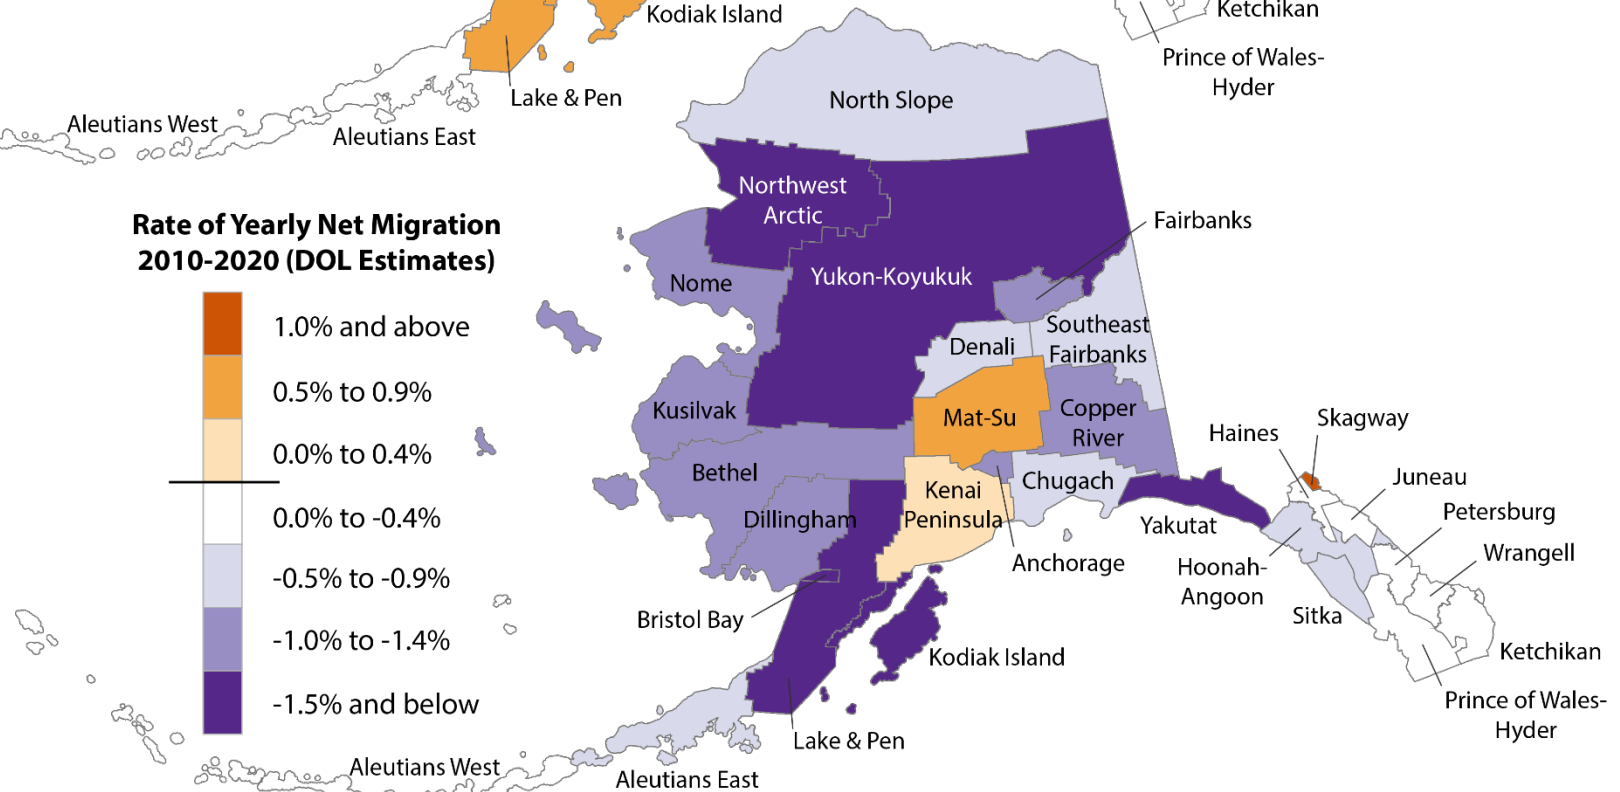 Kodiak Island
Ketchikan
Prince of Wales-
Hyder
Lake & Pen
Aleutians West
Aleutians East
North Slope
Northwest
Arctic
Rate of Yearly Net Migration
2010-2020 (DOL Estimates)
Fairbanks
Yukon-Koyukuk
Nome
1.0% and above
Southeast
Fairbanks
Denali
0.5% to 0.9%
Kusilvak
Mat-Su
Copper
River
Skagway
Haines
0.0% to 0.4%
Bethel
Chugach
Juneau
Kenai
Peninsula
Petersburg
0.0% to -0.4%
Dillingham
Yakutat
Wrangell
Anchorage
Hoonah-
Angoon
-0.5% to -0.9%
Bristol Bay
Sitka
-1.0% to -1.4%
Kodiak Island
Ketchikan
-1.5% and below
Prince of Wales-
Hyder
Lake & Pen
Aleutians West
Aleutians East